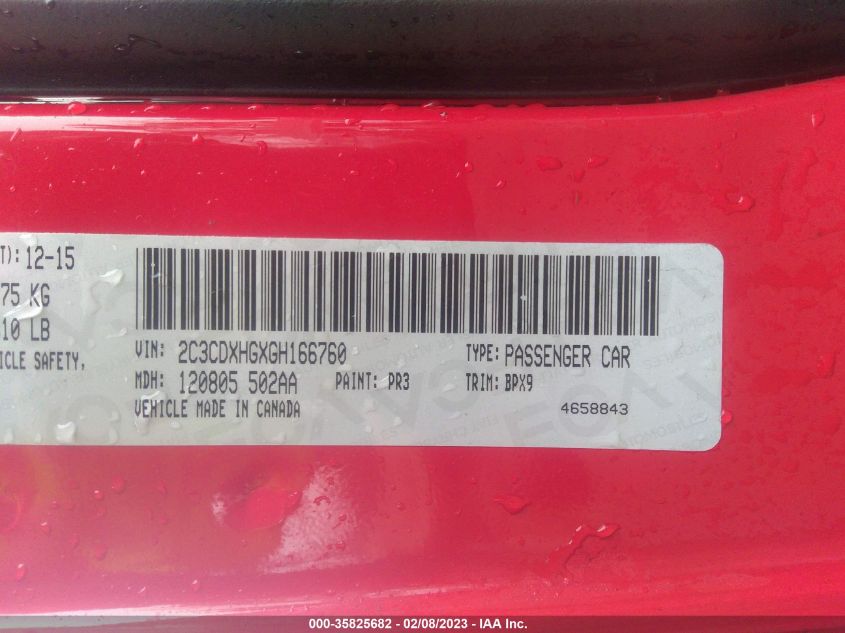 T): 12-15
75 KG
10 LB
ICLE SAFETY,
VIN: 2C3CDXHGXGH166760 TYPE: PASSENGER CAR
MDH: 120805 502AA PAINT: PR3 TRIM: BPX9
VEHICLE MADE IN CANADA 4658843
000-35825682 - 02/08/2023 - IAA Inc.